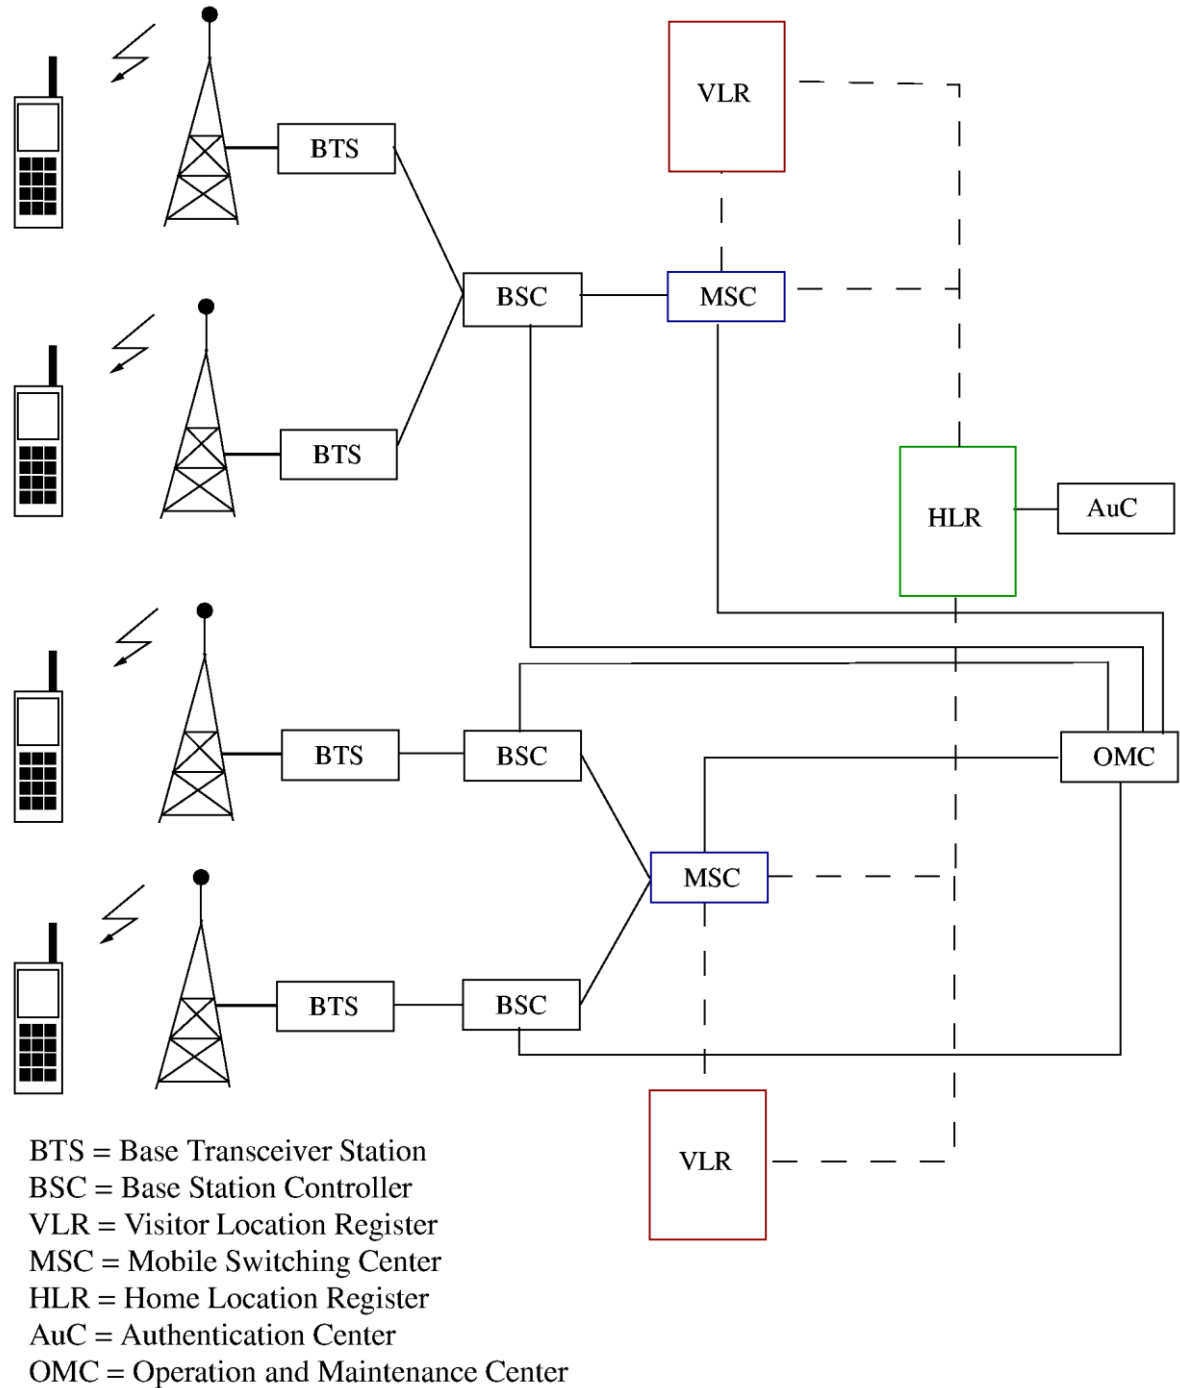 VLR
BTS
BSC
MSC
BTS
HLR
AuC
BTS
BSC
OMC
MSC
BTS
BSC
VLR
BTS = Base Transceiver Station
BSC = Base Station Controller
VLR = Visitor Location Register
MSC = Mobile Switching Center
HLR = Home Location Register
AuC = Authentication Center
OMC = Operation and Maintenance Center